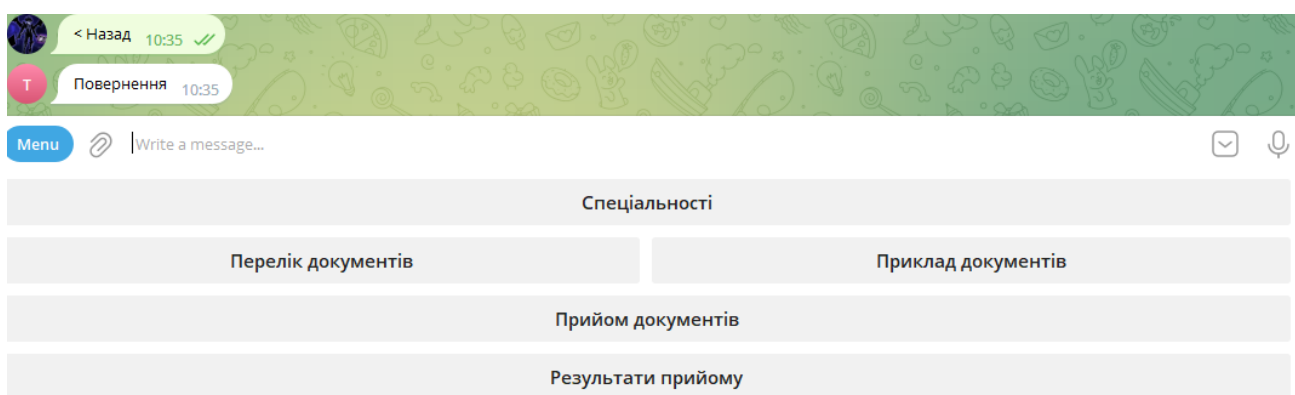 < Назад 10:35
Т Повернення 10:35
Menu Write a message...
Спеціальності
Перелік документів Приклад документів
Прийом документів
Результати прийому